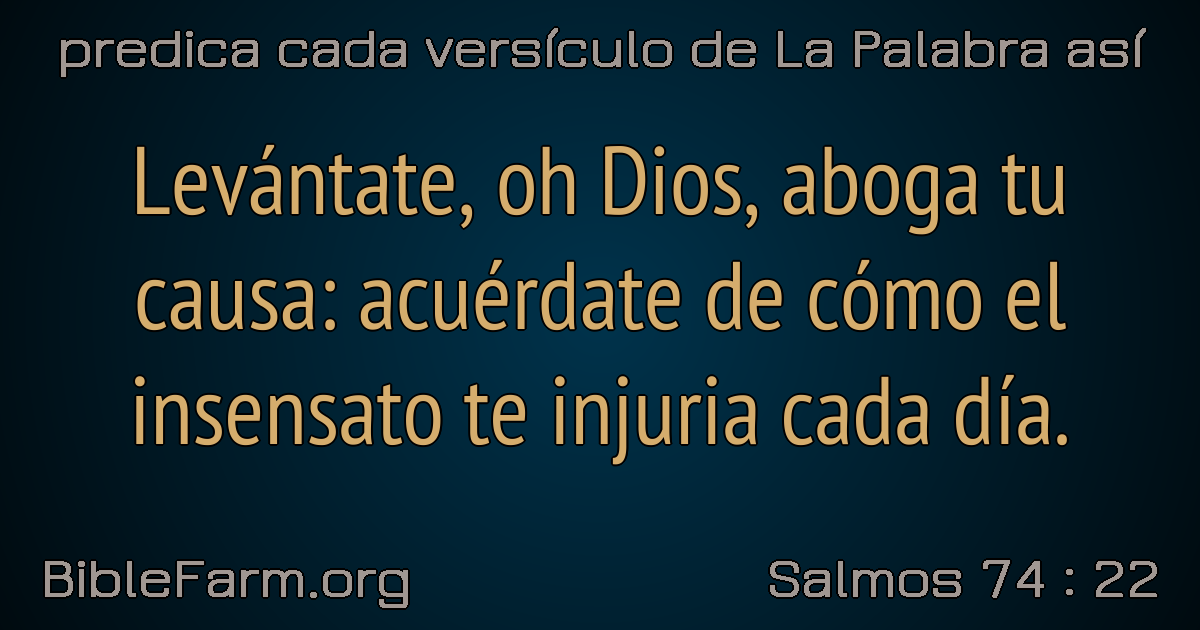 predica cada versículo de La Palabra así
Levántate, oh Dios, aboga tu
causa: acuérdate de cómo el
insensato te injuria cada día.
BibleFarm.org
Salmos 74 : 22